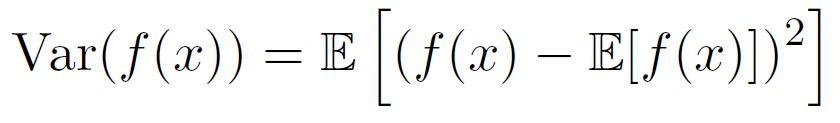 Var(f(x)) = 𝔼 [(f(x) − 𝔼[f(x)])²]